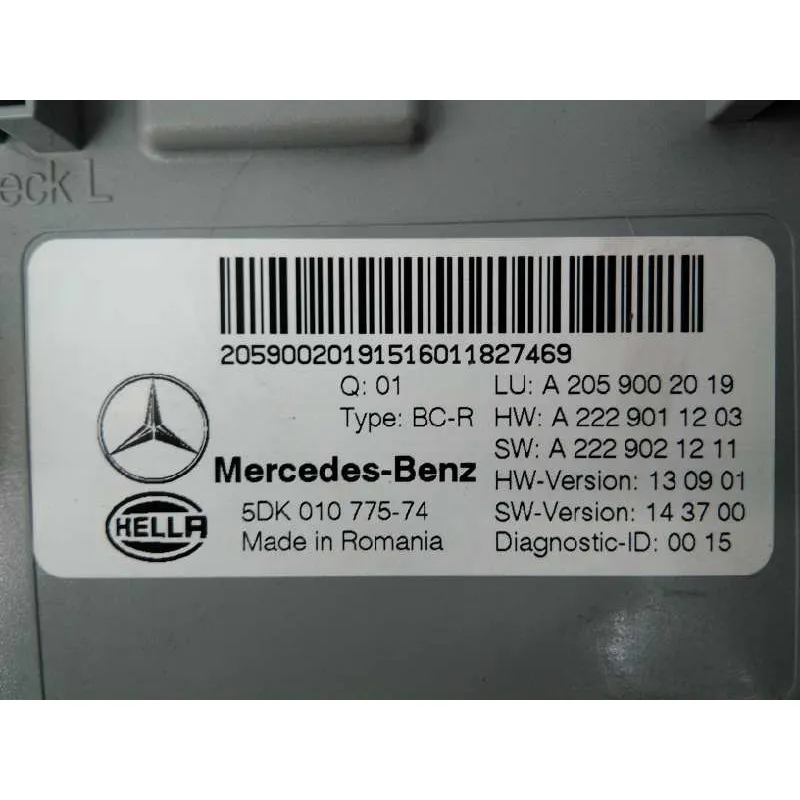 eck L
2059002019151601182​7469
Q: 01
LU: A 205 900 20 19
Type: BC-R
HW: A 222 901 12 03
SW: A 222 902 12 11
Mercedes-Benz
HW-Version: 13 09 01
HELLA
5DK 010 775-74
SW-Version: 14 37 00
Made in Romania
Diagnostic-ID: 00 15